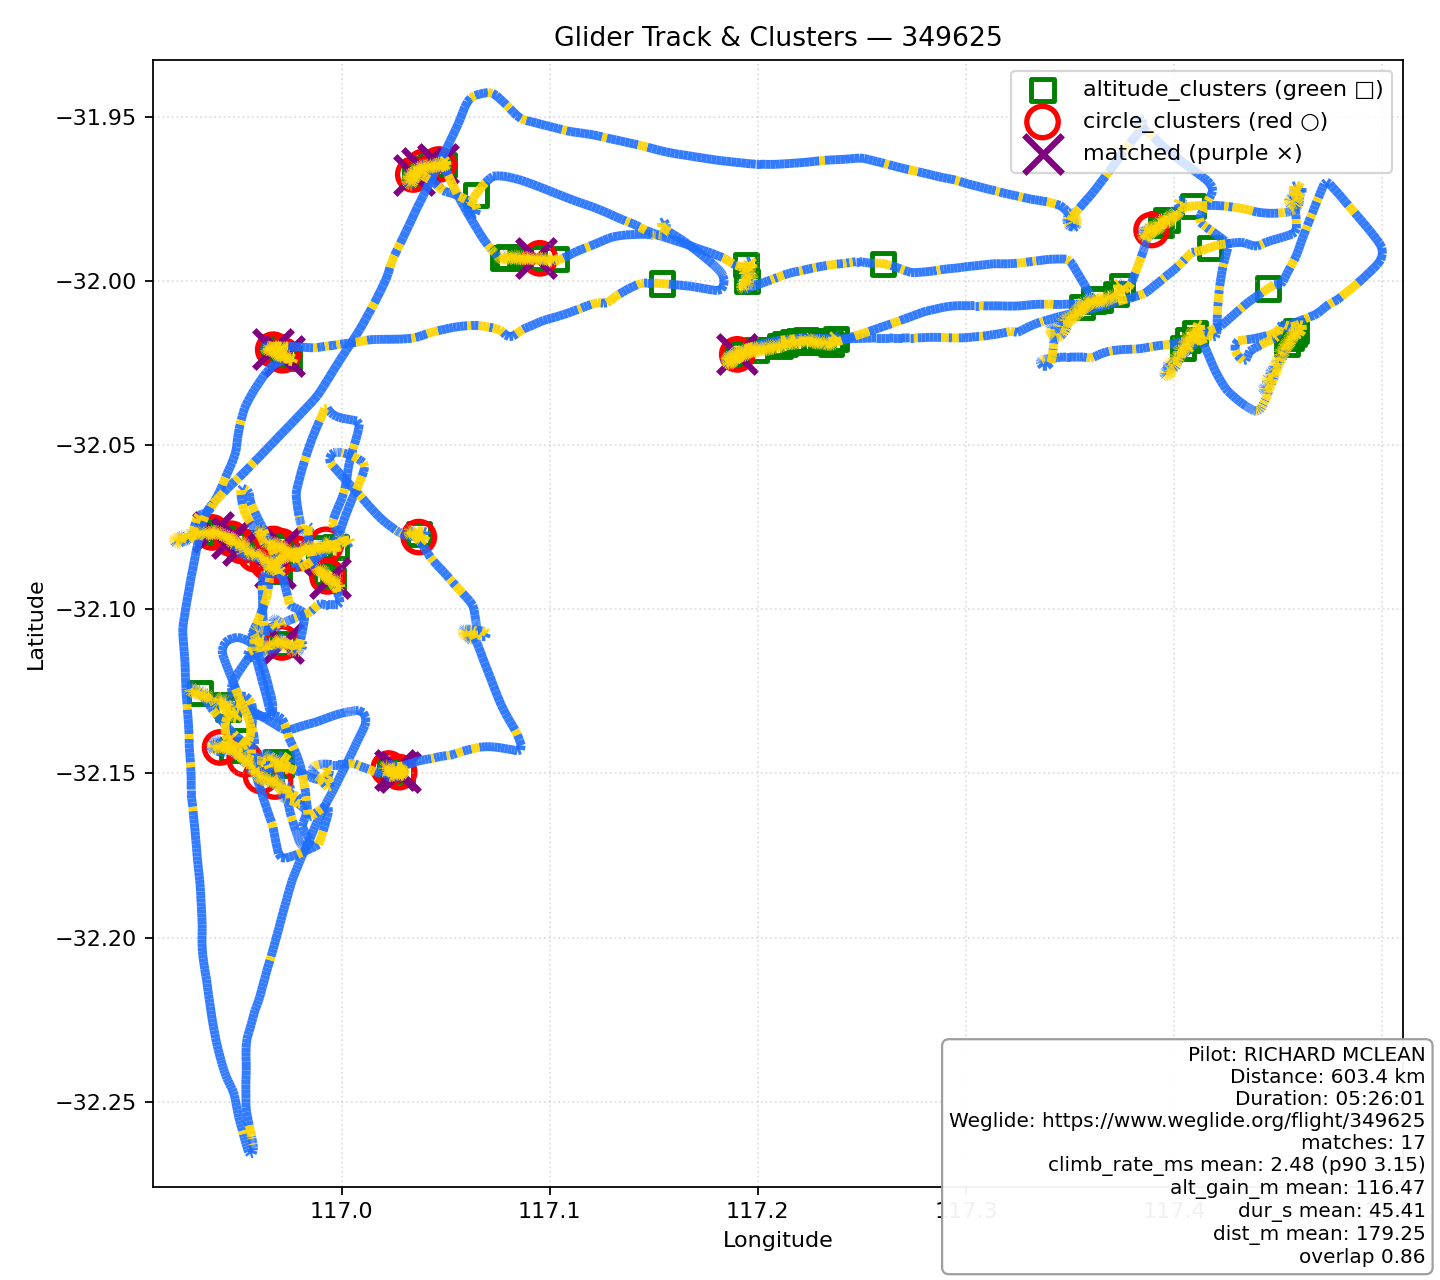 Glider Track & Clusters — 349625
altitude_clusters (green □)
circle_clusters (red ○)
matched (purple ×)
−31.95
−32.00
−32.05
−32.10
−32.15
−32.20
−32.25
Latitude
117.0
117.1
117.2
117.3
117.4
Longitude
Pilot: RICHARD MCLEAN
Distance: 603.4 km
Duration: 05:26:01
Weglide: https://www.weglide.org/flight/349625
matches: 17
climb_rate_ms mean: 2.48 (p90 3.15)
alt_gain_m mean: 116.47
dur_s mean: 45.41
dist_m mean: 179.25
overlap 0.86